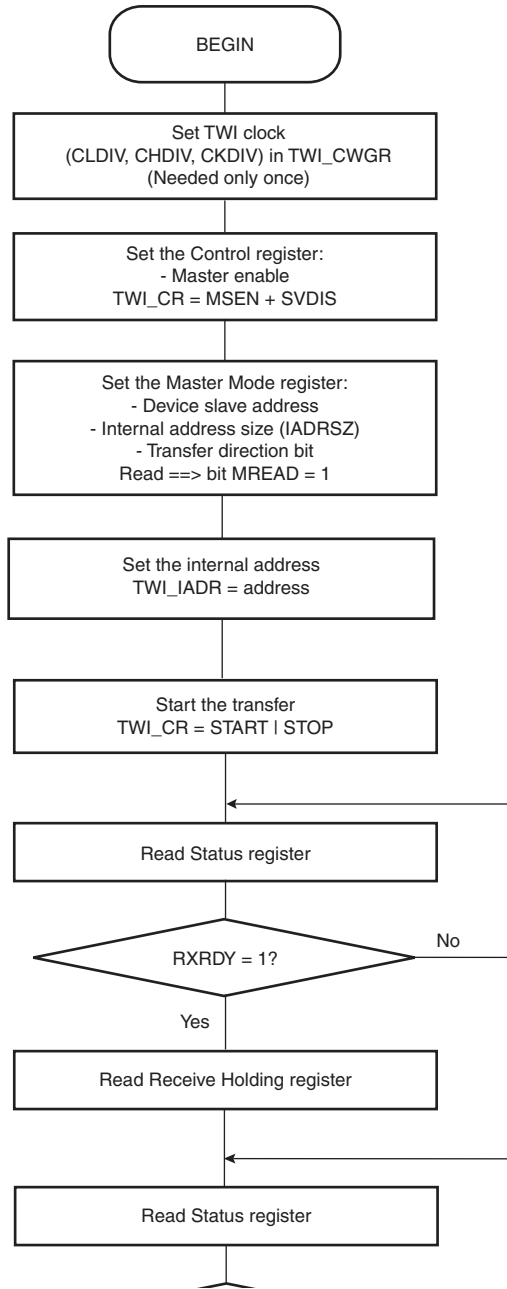 BEGIN
Set TWI clock
(CLDIV, CHDIV, CKDIV) in TWI_CWGR
(Needed only once)
Set the Control register:
- Master enable
TWI_CR = MSEN + SVDIS
Set the Master Mode register:
- Device slave address
- Internal address size (IADRSZ)
- Transfer direction bit
Read ==> bit MREAD = 1
Set the internal address
TWI_IADR = address
Start the transfer
TWI_CR = START | STOP
Read Status register
RXRDY = 1?
No
Yes
Read Receive Holding register
Read Status register